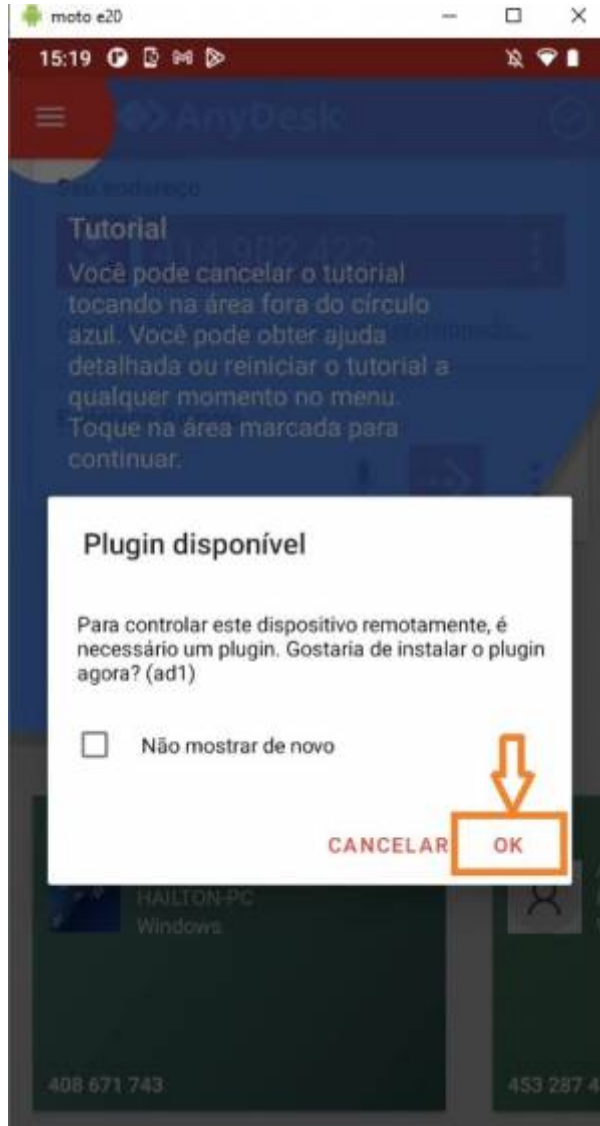 moto e20
15:19
AnyDesk
Seu endereço
Tutorial
Você pode cancelar o tutorial
tocando na área fora do círculo
azul. Você pode obter ajuda
detalhada ou reiniciar o tutorial a
qualquer momento no menu.
Toque na área marcada para
continuar.
Plugin disponível
Para controlar este dispositivo remotamente, é
necessário um plugin. Gostaria de instalar o plugin
agora? (ad1)
Não mostrar de novo
CANCELAR OK
HAILTON-PC
Windows
408 671 743
453 287 4